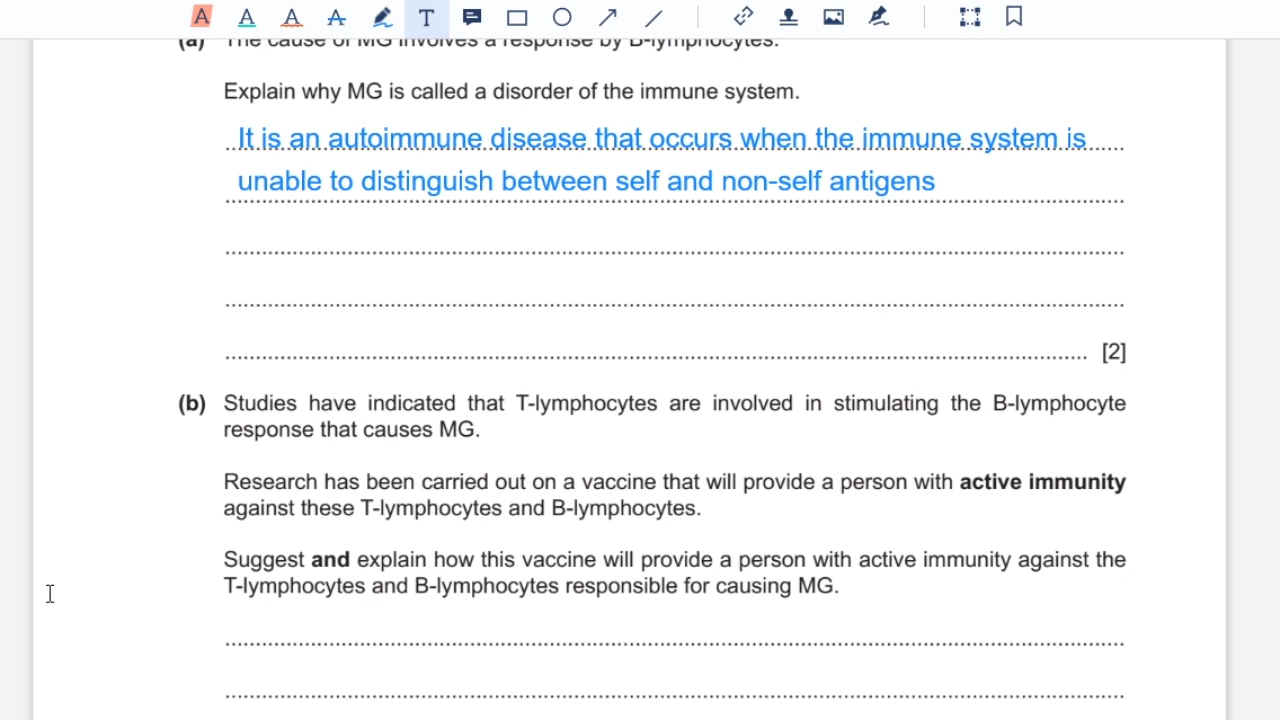 (a) The cause of MG involves a response by B-lymphocytes.
Explain why MG is called a disorder of the immune system.
It is an autoimmune disease that occurs when the immune system is
unable to distinguish between self and non-self antigens
[2]
(b) Studies have indicated that T-lymphocytes are involved in stimulating the B-lymphocyte
response that causes MG.
Research has been carried out on a vaccine that will provide a person with active immunity
against these T-lymphocytes and B-lymphocytes.
Suggest and explain how this vaccine will provide a person with active immunity against the
T-lymphocytes and B-lymphocytes responsible for causing MG.